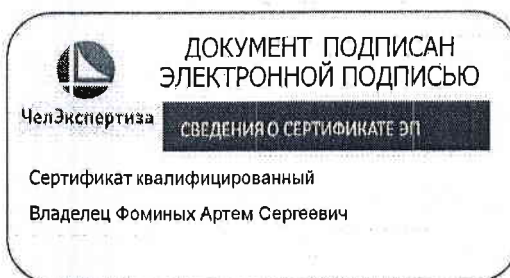 ДОКУМЕНТ ПОДПИСАН
ЭЛЕКТРОННОЙ ПОДПИСЬЮ
ЧелЭкспертиза
СВЕДЕНИЯ О СЕРТИФИКАТЕ ЭП
Сертификат квалифицированный
Владелец Фоминых Артем Сергеевич